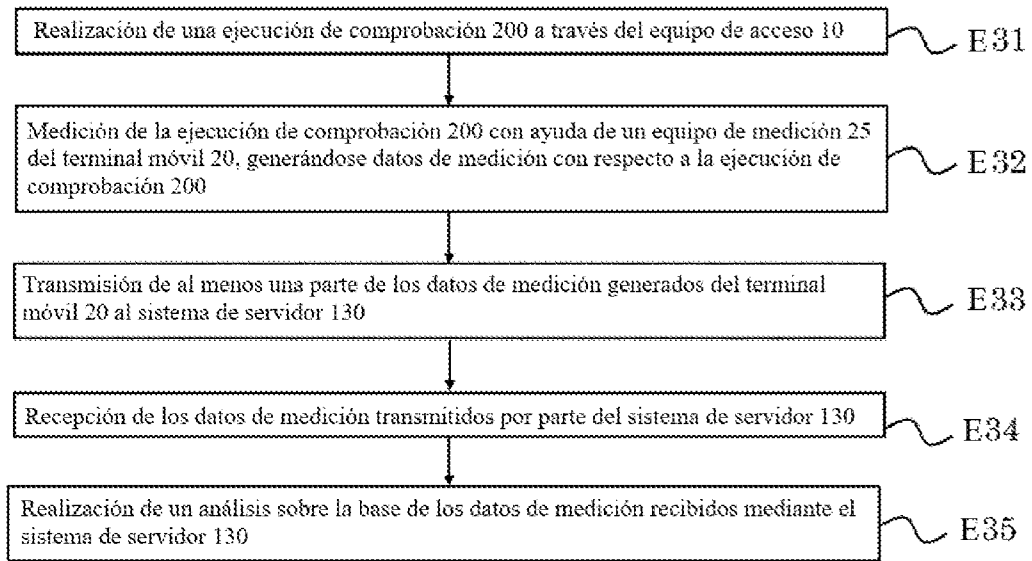 Realización de una ejecución de comprobación 200 a través del equipo de acceso 10
E31
Medición de la ejecución de comprobación 200 con ayuda de un equipo de medición 25
del terminal móvil 20, generándose datos de medición con respecto a la ejecución de
comprobación 200
E32
Transmisión de al menos una parte de los datos de medición generados del terminal
móvil 20 al sistema de servidor 130
E33
Recepción de los datos de medición transmitidos por parte del sistema de servidor 130
E34
Realización de un análisis sobre la base de los datos de medición recibidos mediante el
sistema de servidor 130
E35